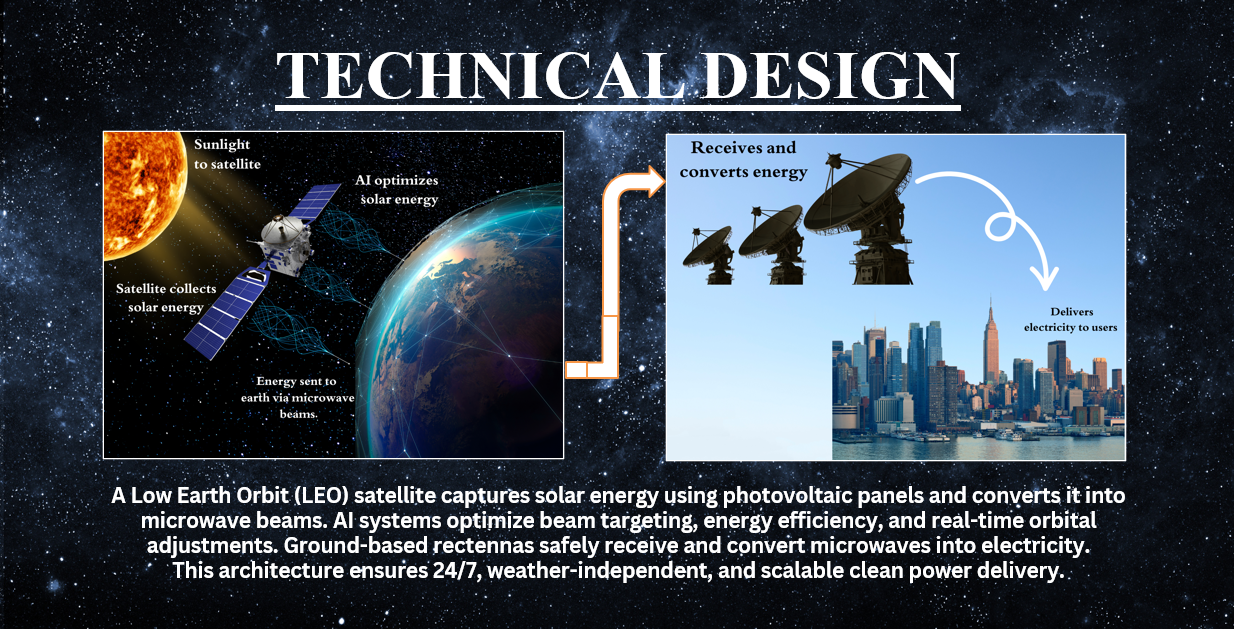 TECHNICAL DESIGN
Sunlight
to satellite
AI optimizes
solar energy
Satellite collects
solar energy
Energy sent to
earth via microwave
beams.
Receives and
converts energy
Delivers
electricity to users
A Low Earth Orbit (LEO) satellite captures solar energy using photovoltaic panels and converts it into
microwave beams. AI systems optimize beam targeting, energy efficiency, and real-time orbital
adjustments. Ground-based rectennas safely receive and convert microwaves into electricity.
This architecture ensures 24/7, weather-independent, and scalable clean power delivery.